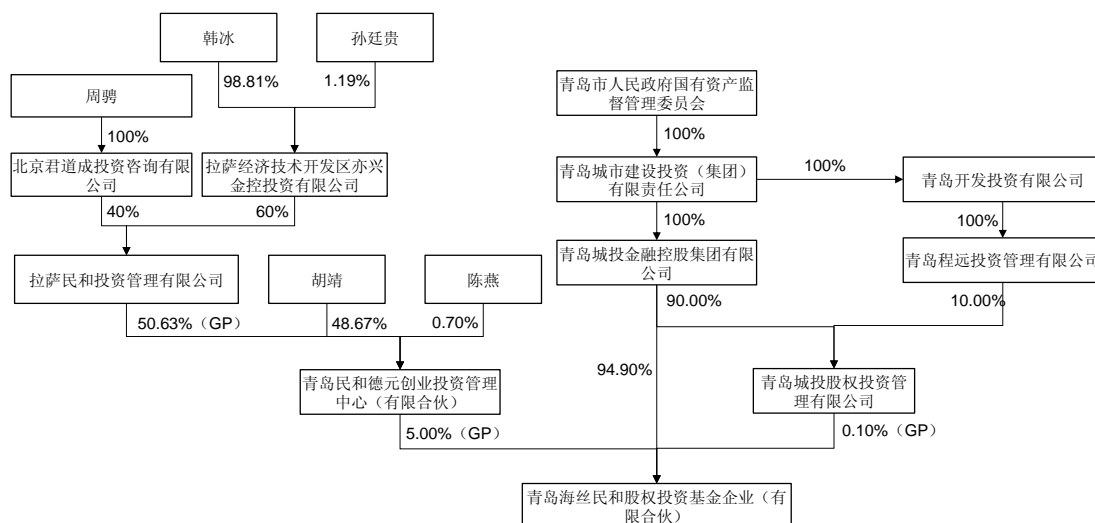 韩冰
孙廷贵
98.81%
1.19%
周骋
青岛市人民政府国有资产监
督管理委员会
100%
100%
北京君道成投资咨询有限
公司
拉萨经济技术开发区亦兴
金控投资有限公司
青岛城市建设投资（集团）
有限责任公司
100%
青岛开发投资有限公司
40%
60%
100%
100%
拉萨民和投资管理有限公司
胡靖
陈燕
青岛城投金融控股集团有限
公司
青岛程远投资管理有限公司
50.63%（GP）
48.67%
0.70%
90.00%
10.00%
94.90%
青岛民和德元创业投资管理
中心（有限合伙）
青岛城投股权投资管
理有限公司
5.00%（GP）
0.10%（GP）
青岛海丝民和股权投资基金企业（有
限合伙）